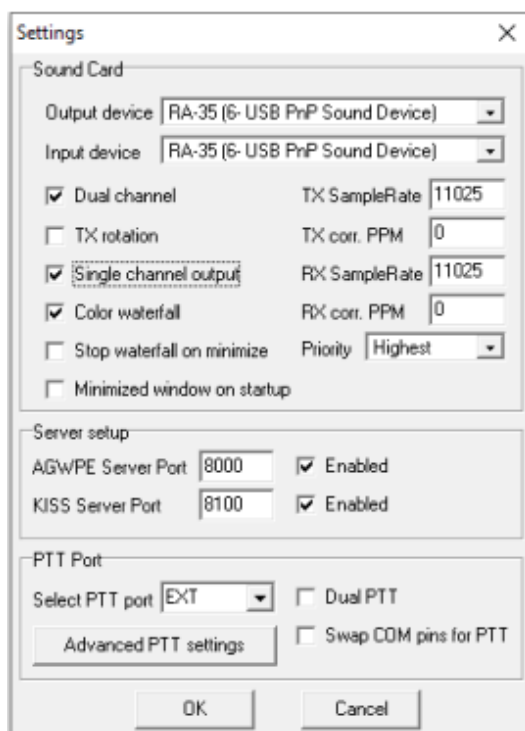 Settings
Sound Card
Output device RA-35 (6- USB PnP Sound Device)
Input device RA-35 (6- USB PnP Sound Device)
Dual channel TX SampleRate 11025
TX rotation TX corr. PPM 0
Single channel output RX SampleRate 11025
Color waterfall RX corr. PPM 0
Stop waterfall on minimize Priority Highest
Minimized window on startup
Server setup
AGWPE Server Port 8000 Enabled
KISS Server Port 8100 Enabled
PTT Port
Select PTT port EXT Dual PTT
Advanced PTT settings Swap COM pins for PTT
OK Cancel